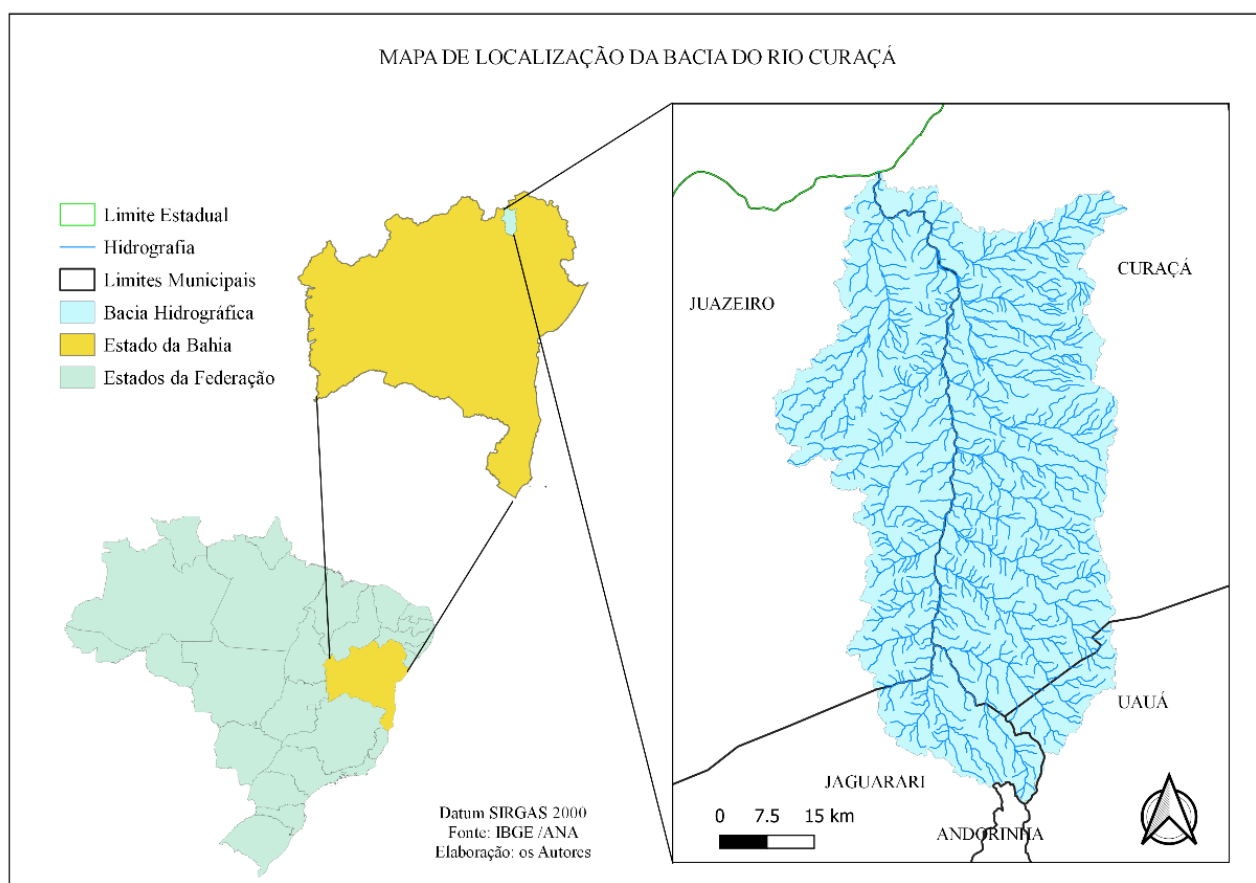 MAPA DE LOCALIZAÇÃO DA BACIA DO RIO CURAÇÁ
Limite Estadual
Hidrografia
Limites Municipais
Bacia Hidrográfica
Estado da Bahia
Estados da Federação
Datum SIRGAS 2000
Fonte: IBGE /ANA
Elaboração: os Autores
JUAZEIRO
CURAÇÁ
UAUÁ
JAGUARARI
0 7.5 15 km
ANDORINHA